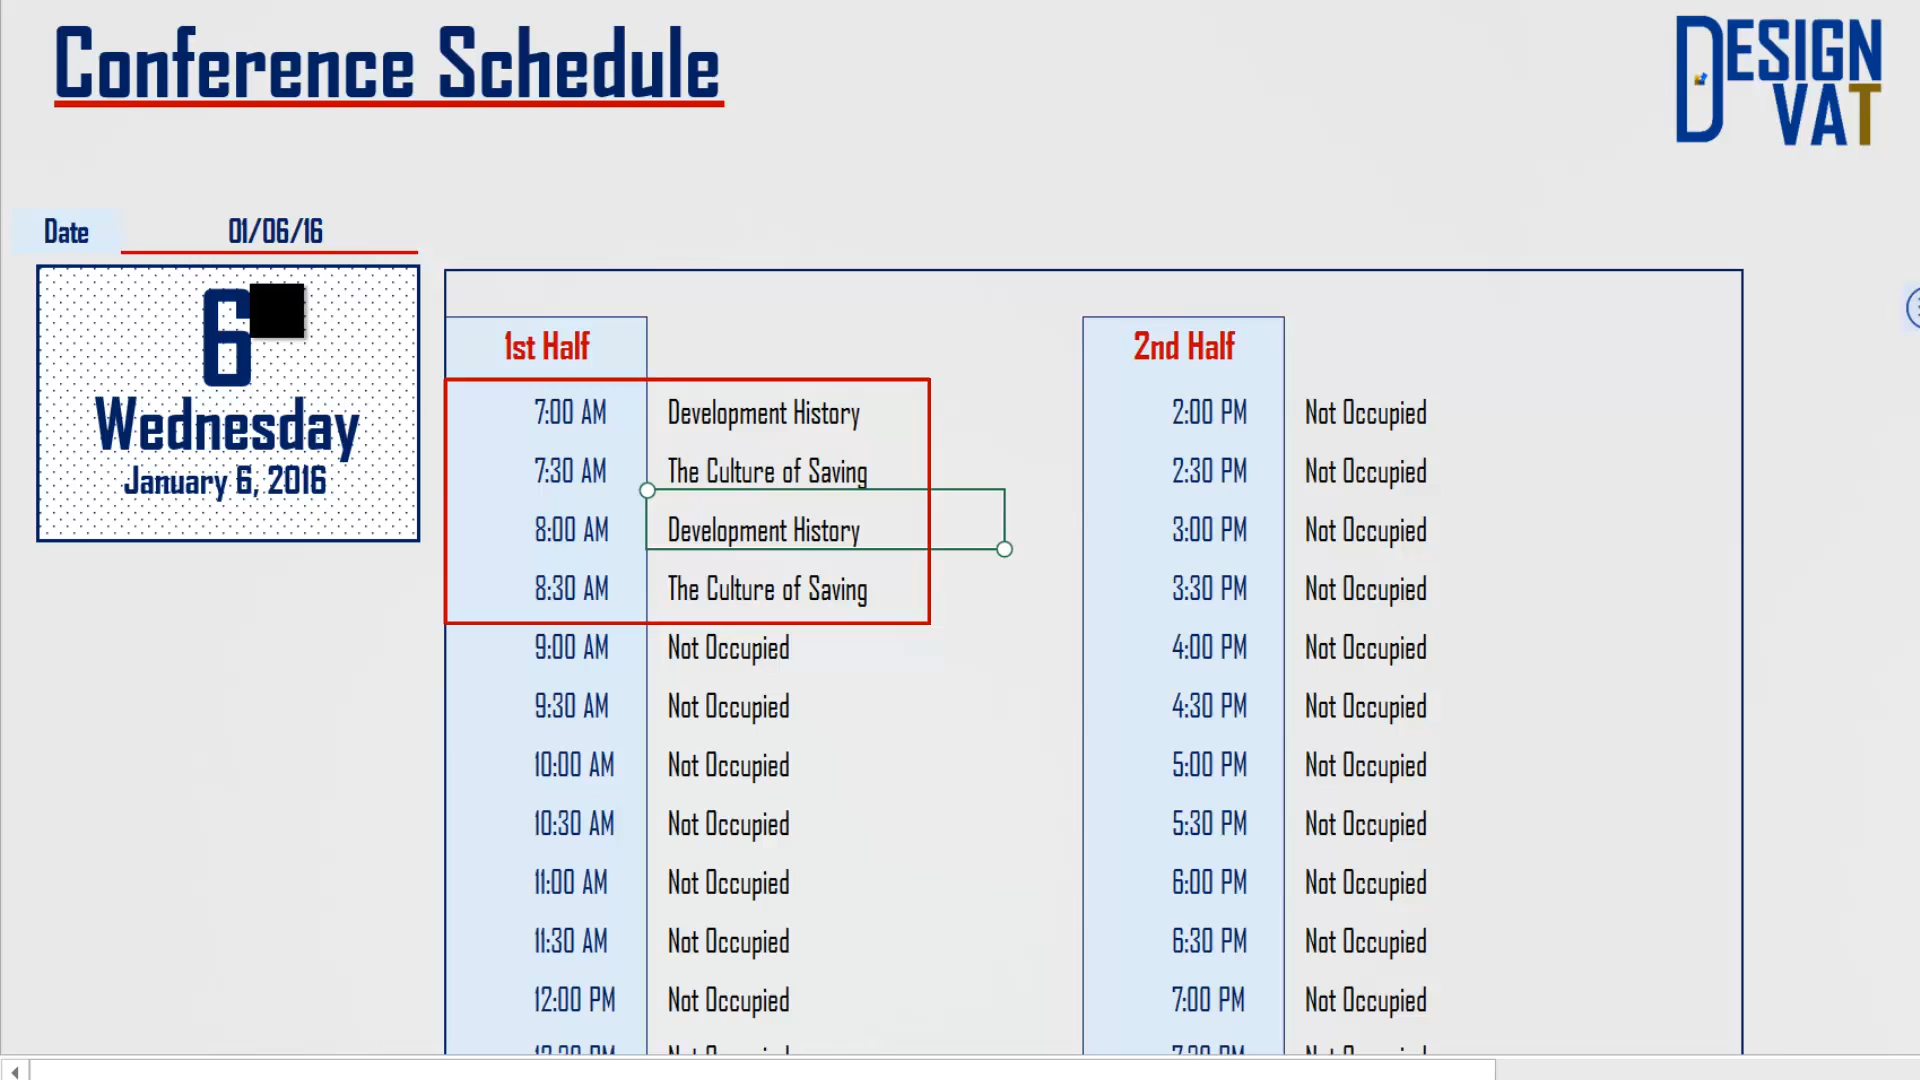 Conference Schedule
DESIGN
VAT
Date 01/06/16
6
Wednesday
January 6, 2016
1st Half
7:00 AM Development History
7:30 AM The Culture of Saving
8:00 AM Development History
8:30 AM The Culture of Saving
9:00 AM Not Occupied
9:30 AM Not Occupied
10:00 AM Not Occupied
10:30 AM Not Occupied
11:00 AM Not Occupied
11:30 AM Not Occupied
12:00 PM Not Occupied
2nd Half
2:00 PM Not Occupied
2:30 PM Not Occupied
3:00 PM Not Occupied
3:30 PM Not Occupied
4:00 PM Not Occupied
4:30 PM Not Occupied
5:00 PM Not Occupied
5:30 PM Not Occupied
6:00 PM Not Occupied
6:30 PM Not Occupied
7:00 PM Not Occupied